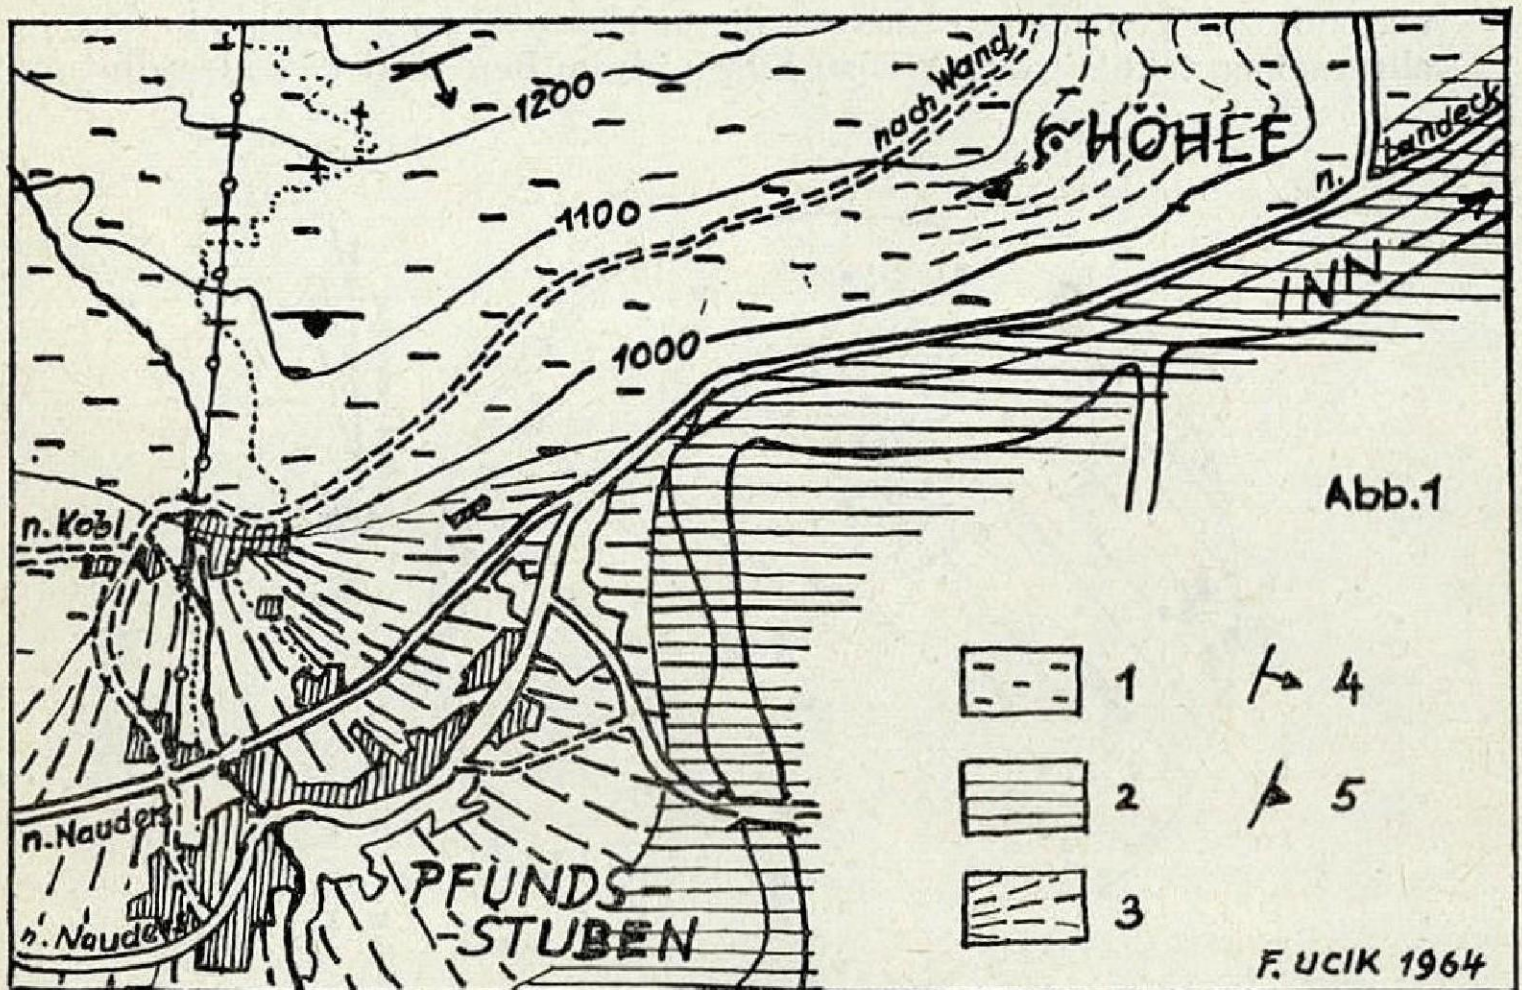 1200
nach Wand
HÖHEE
n. Landeck
1100
INN
1000
Abb.1
n. Kobl
1
4
2
5
3
n. Nauders
PFUNDS-
-STUBEN
n. Nauders
F. UCIK 1964